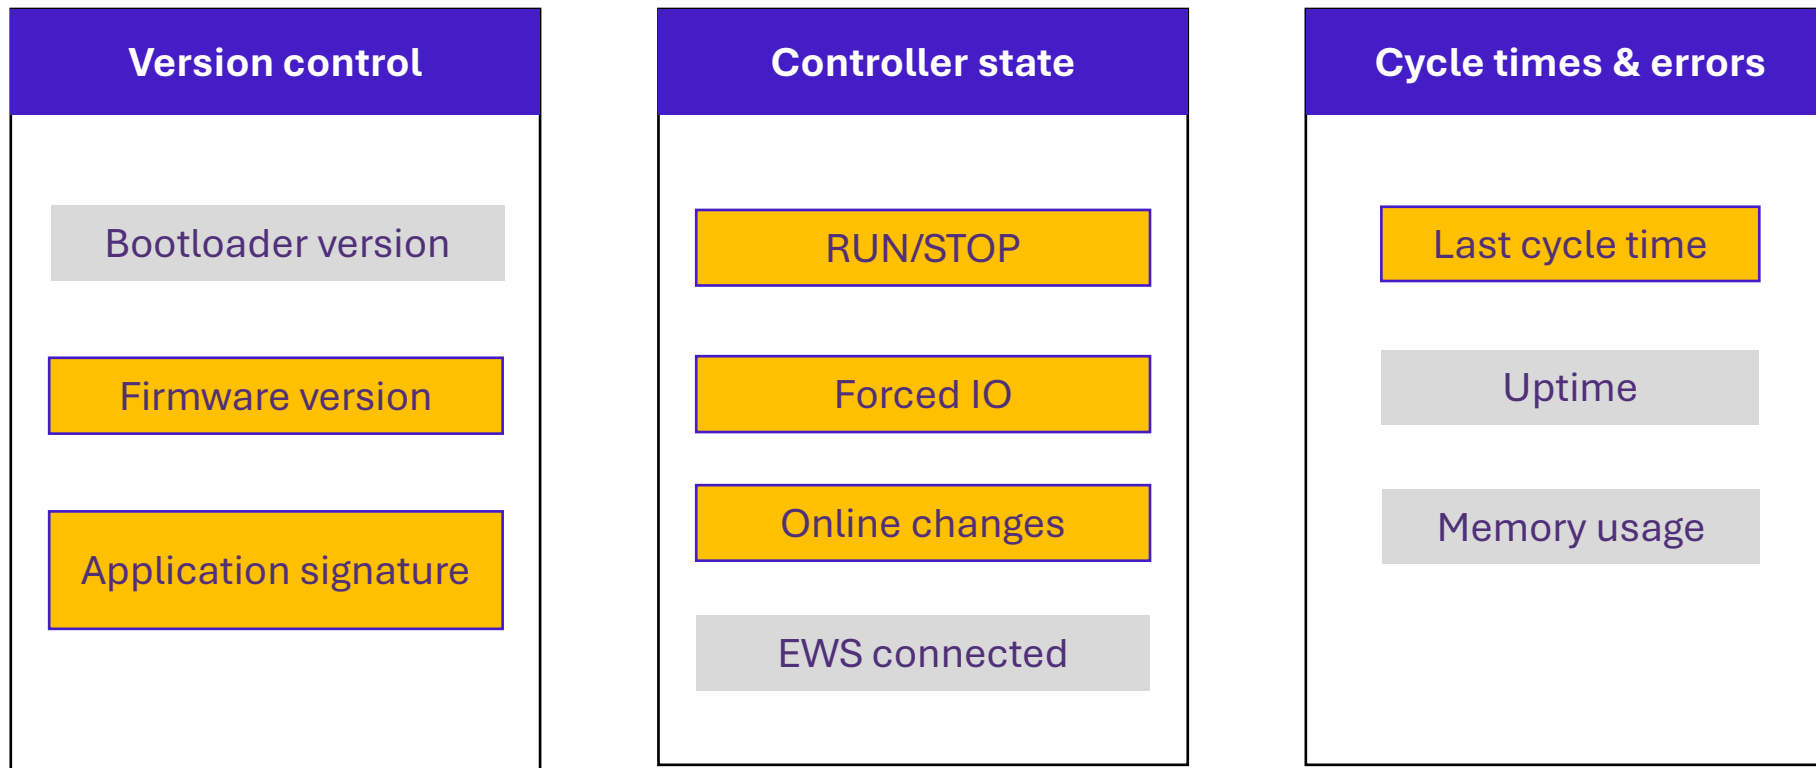 Version control
Bootloader version
Firmware version
Application signature
Controller state
RUN/STOP
Forced IO
Online changes
EWS connected
Cycle times & errors
Last cycle time
Uptime
Memory usage